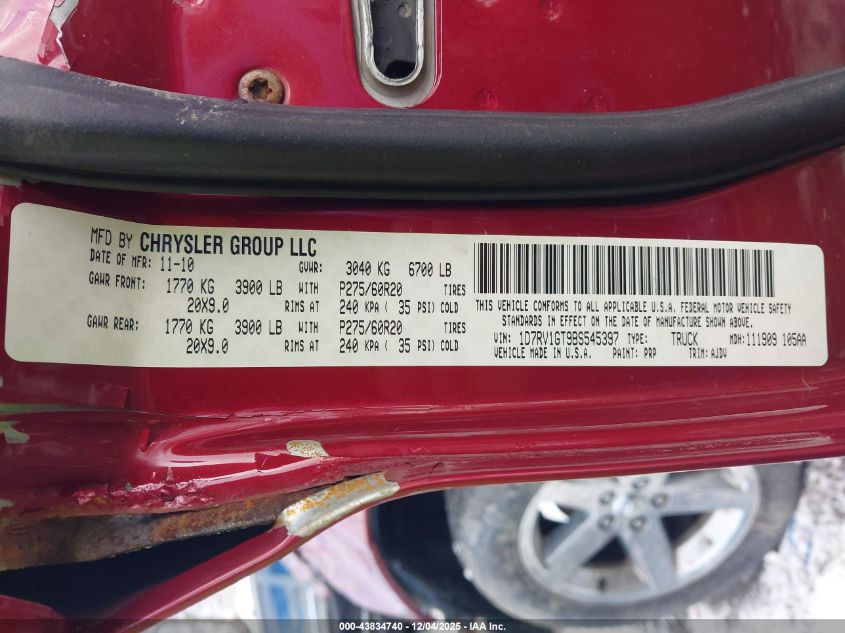 MFD BY CHRYSLER GROUP LLC
DATE OF MFR: 11-10 GVWR: 3040 KG 6700 LB
GAWR FRONT: 1770 KG 3900 LB WITH P275/60R20 TIRES
20X9.0 RIMS AT 240 KPA ( 35 PSI) COLD
GAWR REAR: 1770 KG 3900 LB WITH P275/60R20 TIRES
20X9.0 RIMS AT 240 KPA ( 35 PSI) COLD
THIS VEHICLE CONFORMS TO ALL APPLICABLE U.S.A. FEDERAL MOTOR VEHICLE SAFETY
STANDARDS IN EFFECT ON THE DATE OF MANUFACTURE SHOWN ABOVE.
VIN: 1D7RV1GT9BS545397 TYPE: TRUCK MDH: 111909 105AA
VEHICLE MADE IN U.S.A. PAINT: PRP TRIM: AJDV
000-43834740 - 12/04/2025 - IAA Inc.